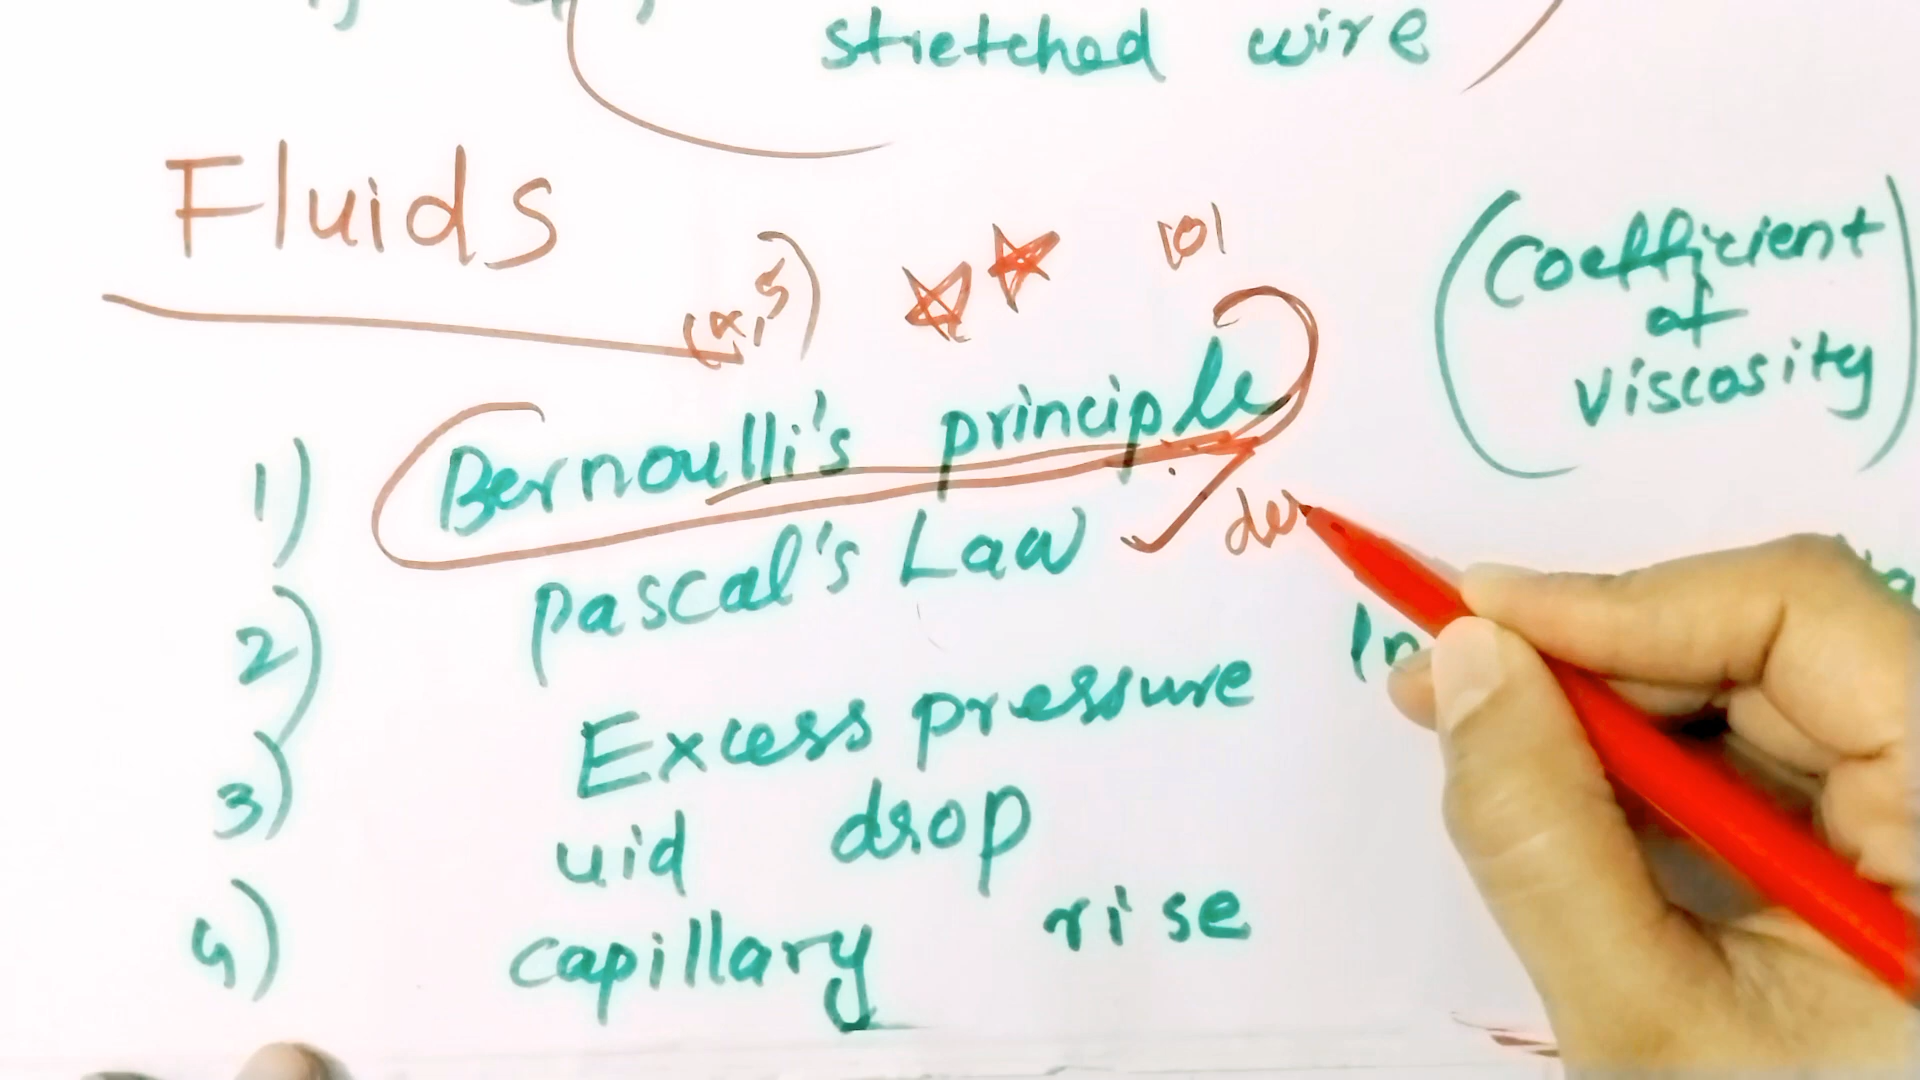 stretched wire
Fluids
101
(Coefficient
of
viscosity)
1) Bernoulli's principle
2) Pascal's Law
3) Excess pressure
uid drop
4) capillary rise